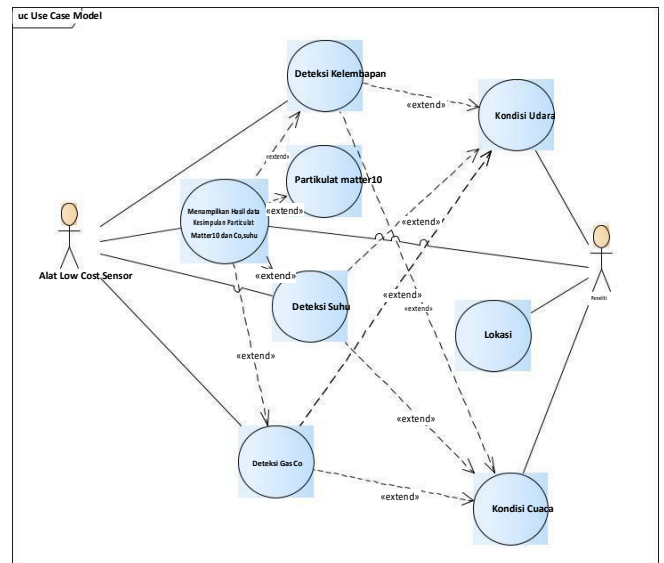 uc Use Case Model
Deteksi Kelembapan
«extend»
Kondisi Udara
«extend»
Partikulat matter10
Menampilkan Hasil data
Kesimpulan Particulat
Matter10 dan Co,suhu
«extend»
«extend»
Alat Low Cost Sensor
Peneliti
«extend»
«extend»
«extend»
Deteksi Suhu
Lokasi
«extend»
«extend»
Deteksi Gas Co
«extend»
Kondisi Cuaca